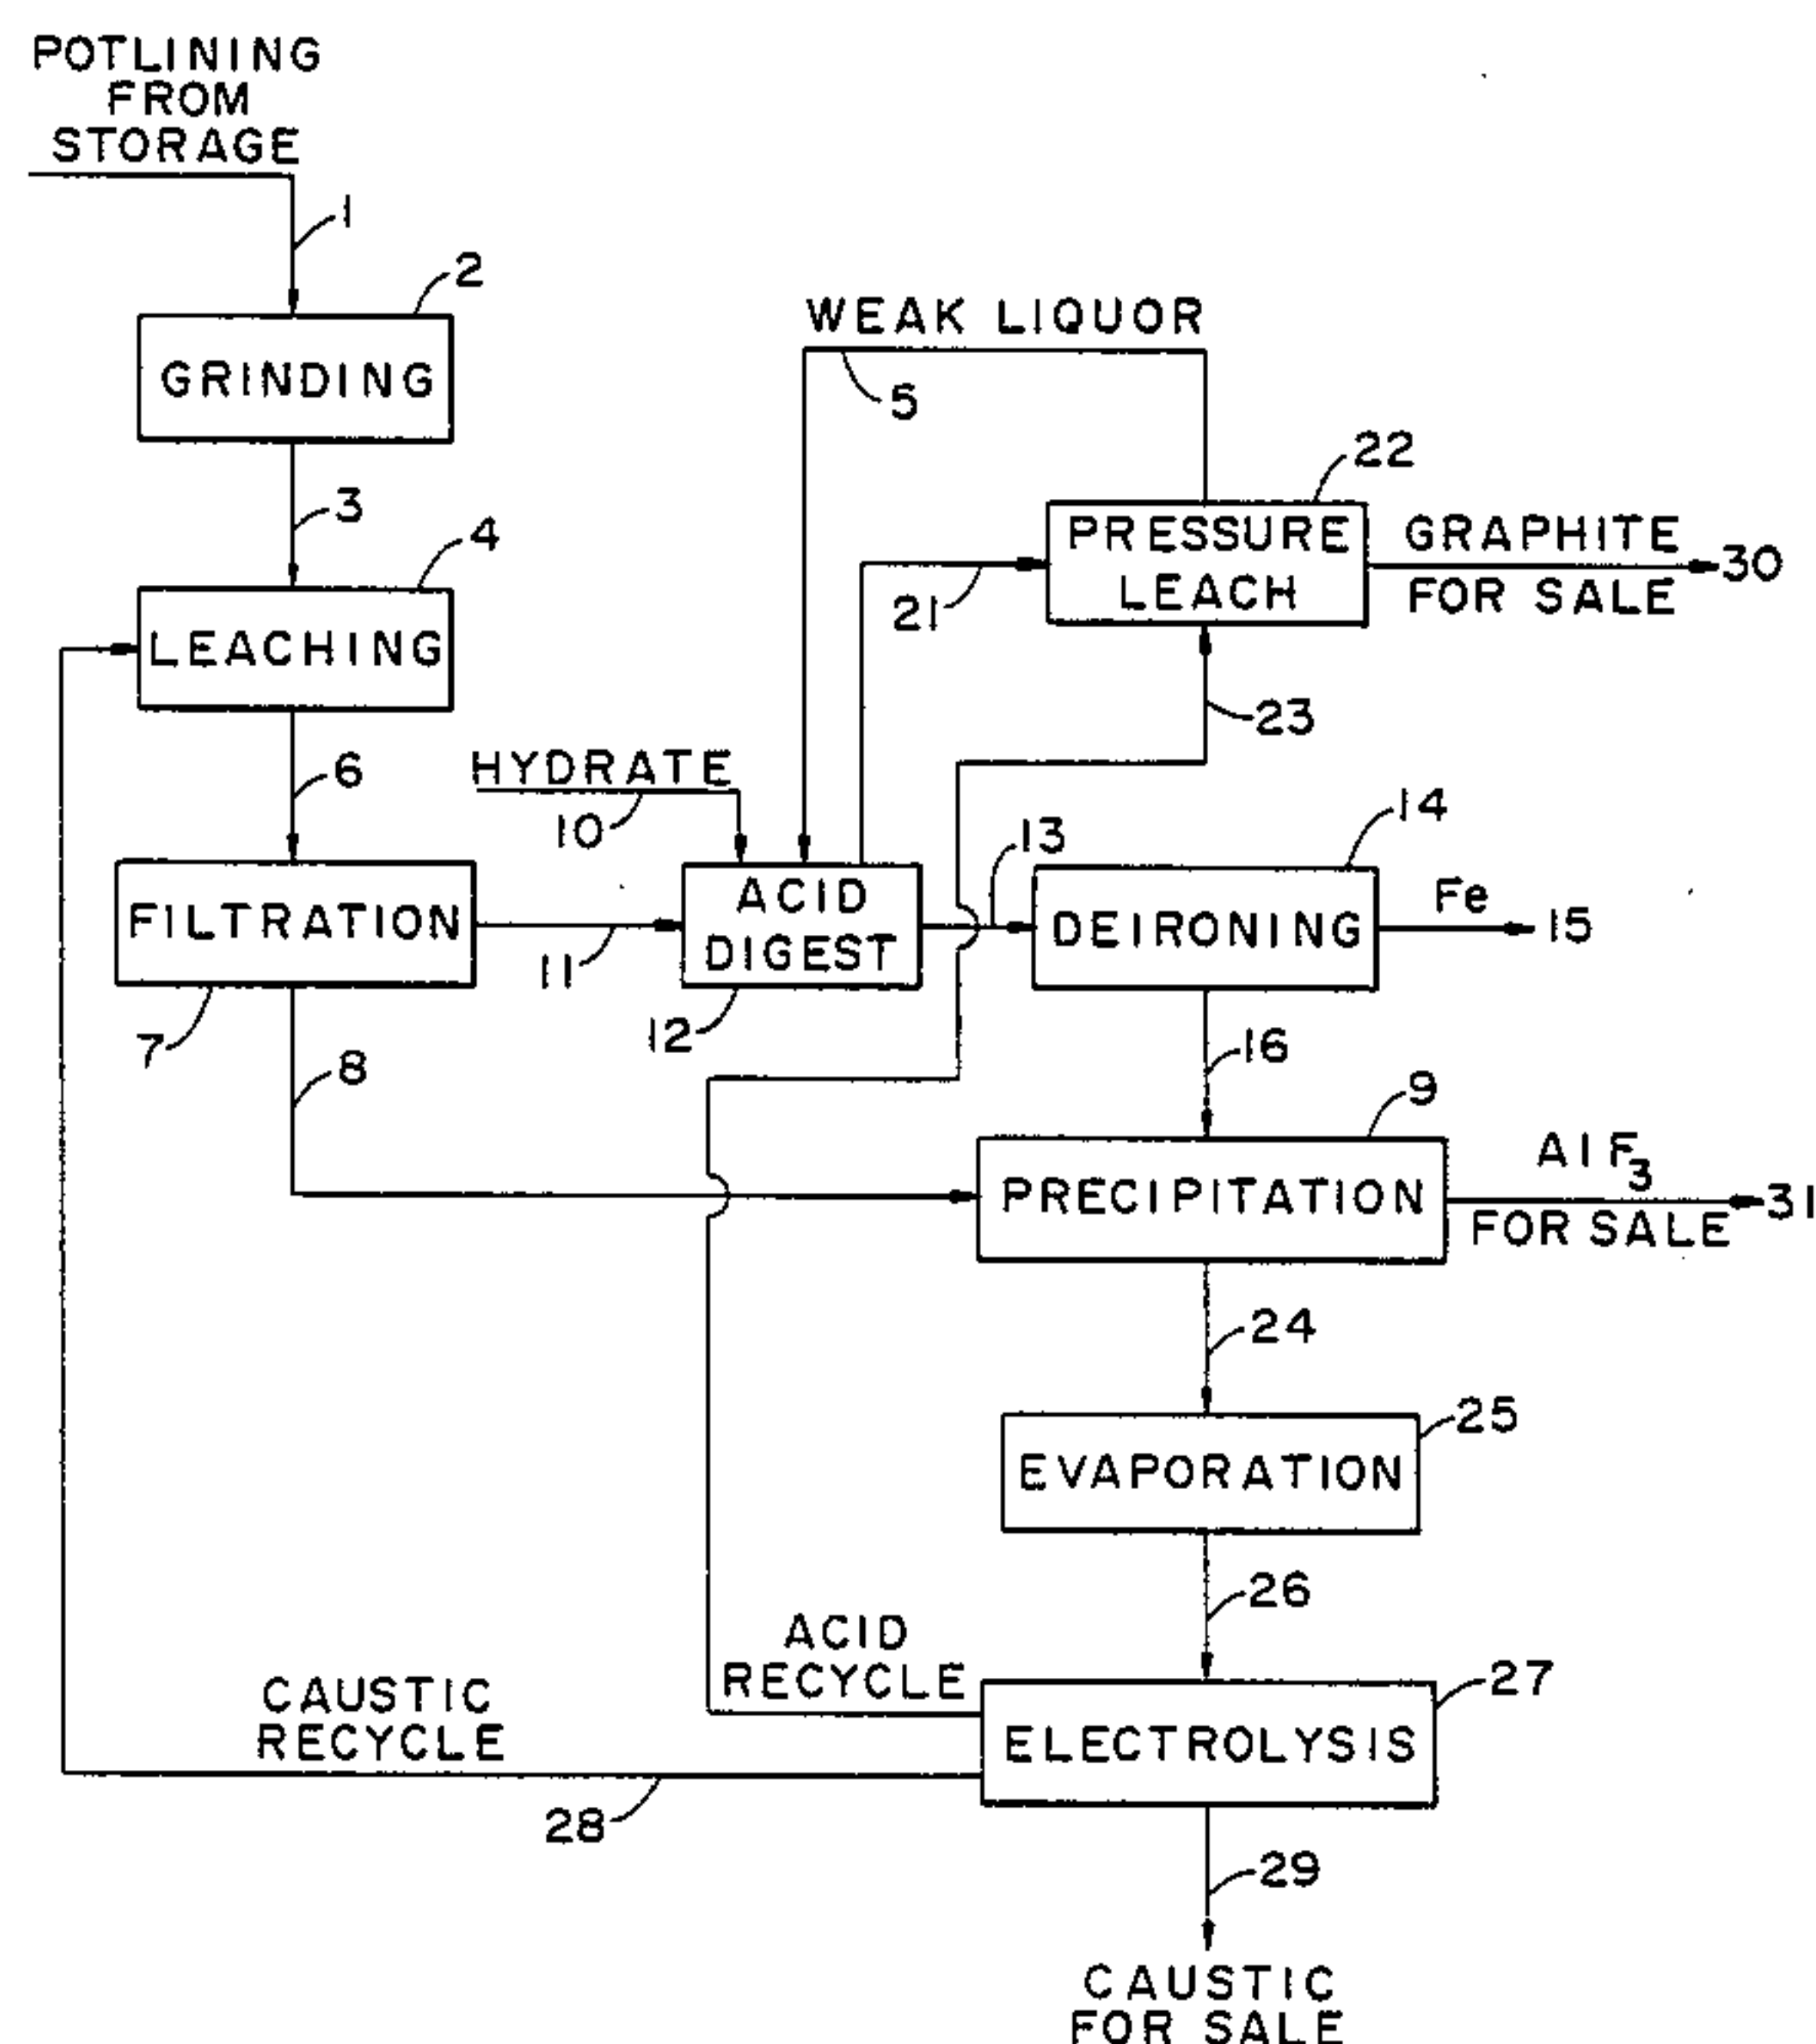 POTLINING
FROM
STORAGE
1
2
GRINDING
3
4
LEACHING
6
FILTRATION
7
8
WEAK LIQUOR
5
22
PRESSURE
LEACH
GRAPHITE
FOR SALE
30
21
23
HYDRATE
10
11
ACID
DIGEST
12
13
14
DEIRONING
Fe
15
16
9
PRECIPITATION
AlF3
FOR SALE
31
24
25
EVAPORATION
26
27
ELECTROLYSIS
ACID
RECYCLE
CAUSTIC
RECYCLE
28
29
CAUSTIC
FOR SALE